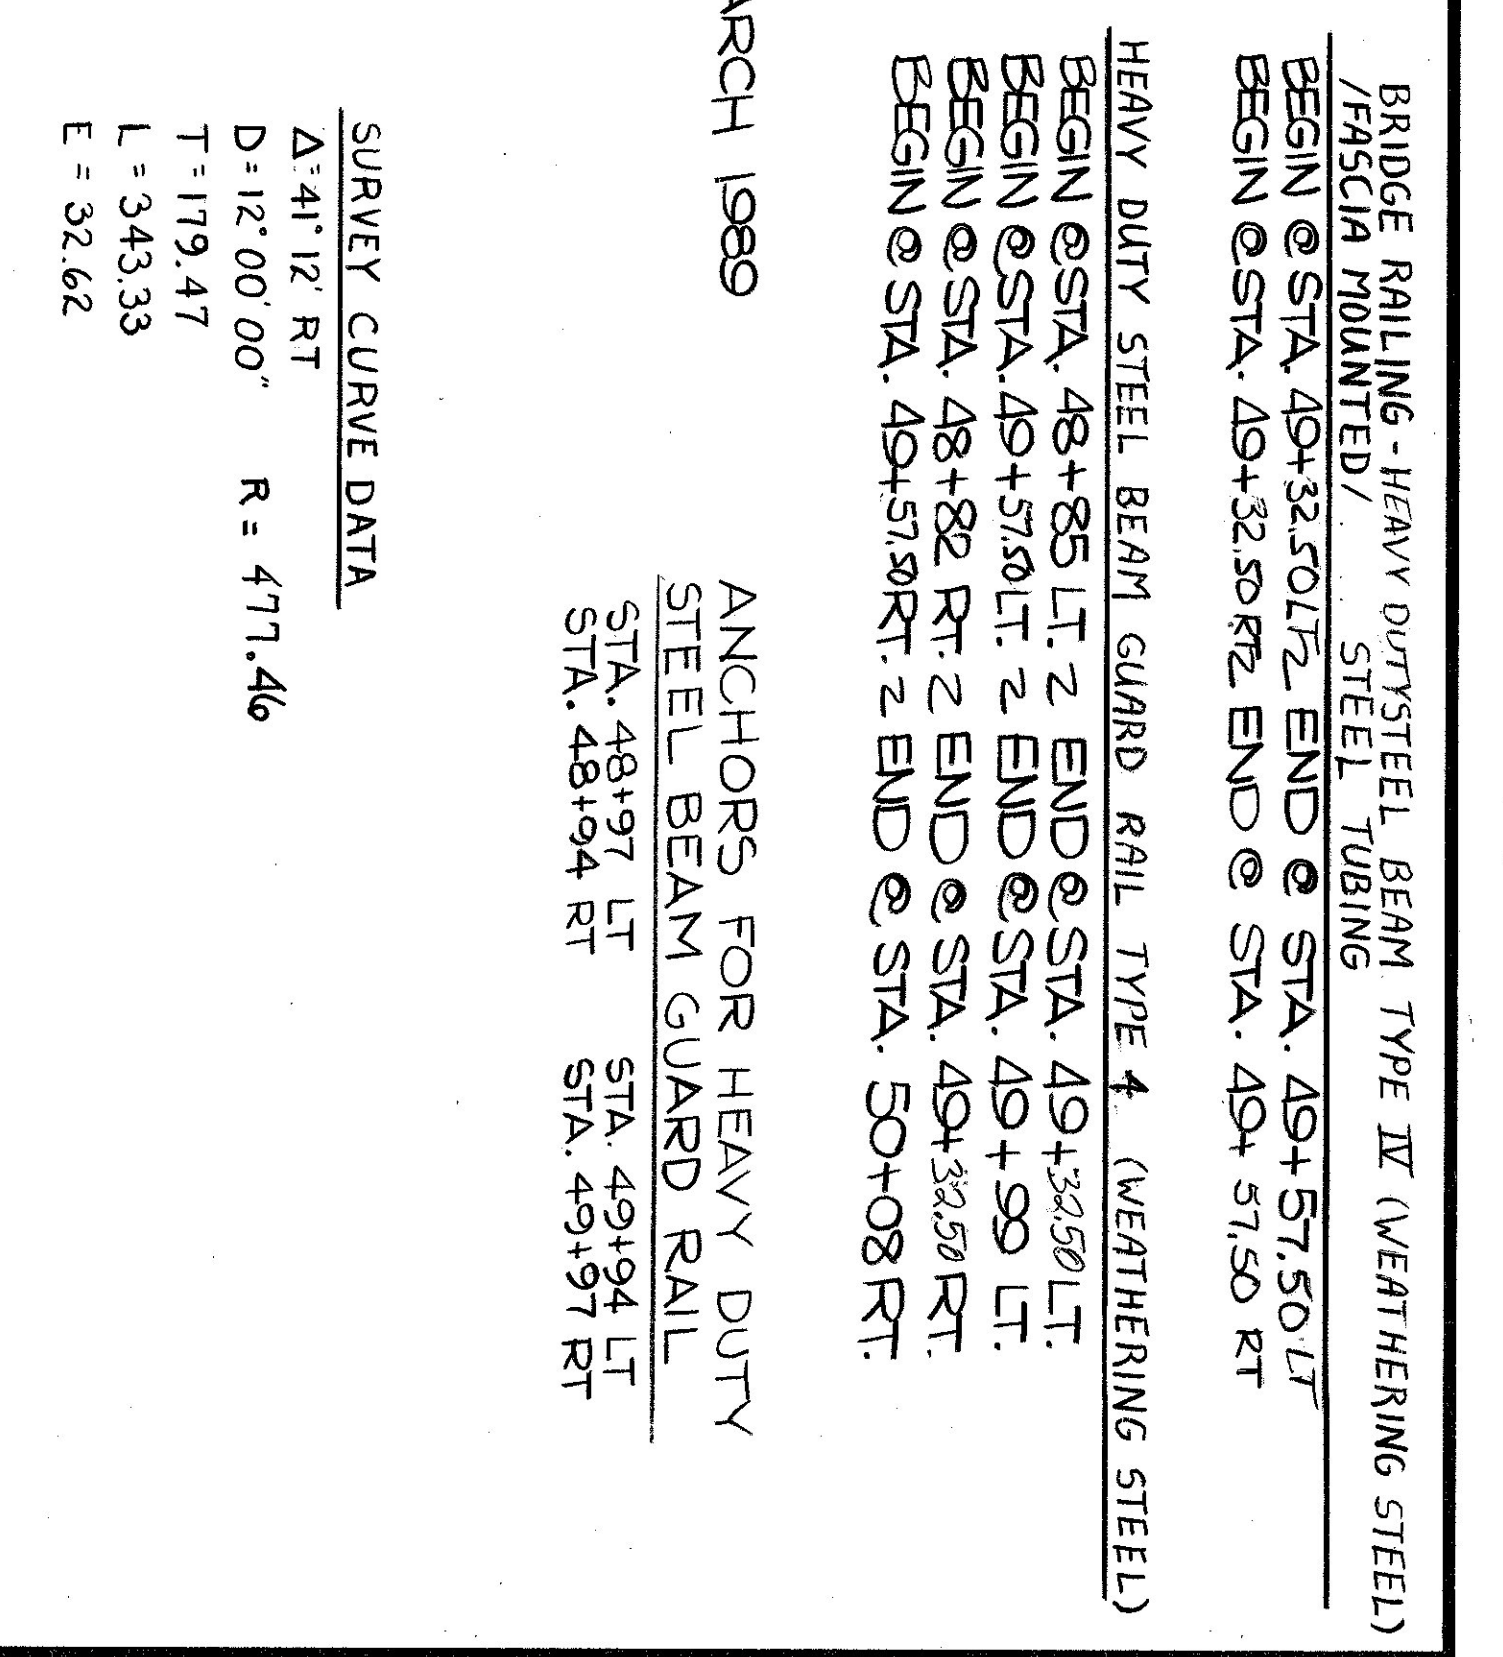 BRIDGE RAILING - HEAVY DUTY STEEL BEAM TYPE IV (WEATHERING STEEL)
/FASCIA MOUNTED/ STEEL TUBING
BEGIN @ STA. 49+32.50 LT 2 END @ STA. 49+57.50 LT
BEGIN @ STA. 49+32.50 RT 2 END @ STA. 49+57.50 RT
HEAVY DUTY STEEL BEAM GUARD RAIL TYPE 4 (WEATHERING STEEL)
BEGIN @ STA. 48+85 LT. 2 END @ STA. 49+32.50 LT.
BEGIN @ STA. 49+57.50 LT. 2 END @ STA. 49+99 LT.
BEGIN @ STA. 48+82 RT. 2 END @ STA. 49+32.50 RT.
BEGIN @ STA. 49+57.50 RT. 2 END @ STA. 50+08 RT.
ARCH 1989
ANCHORS FOR HEAVY DUTY
STEEL BEAM GUARD RAIL
STA. 48+97 LT STA. 49+94 LT
STA. 48+94 RT STA. 49+97 RT
SURVEY CURVE DATA
Δ=41° 12' RT
D=12° 00' 00" R = 477.46
T=179.47
L = 343.33
E = 32.62